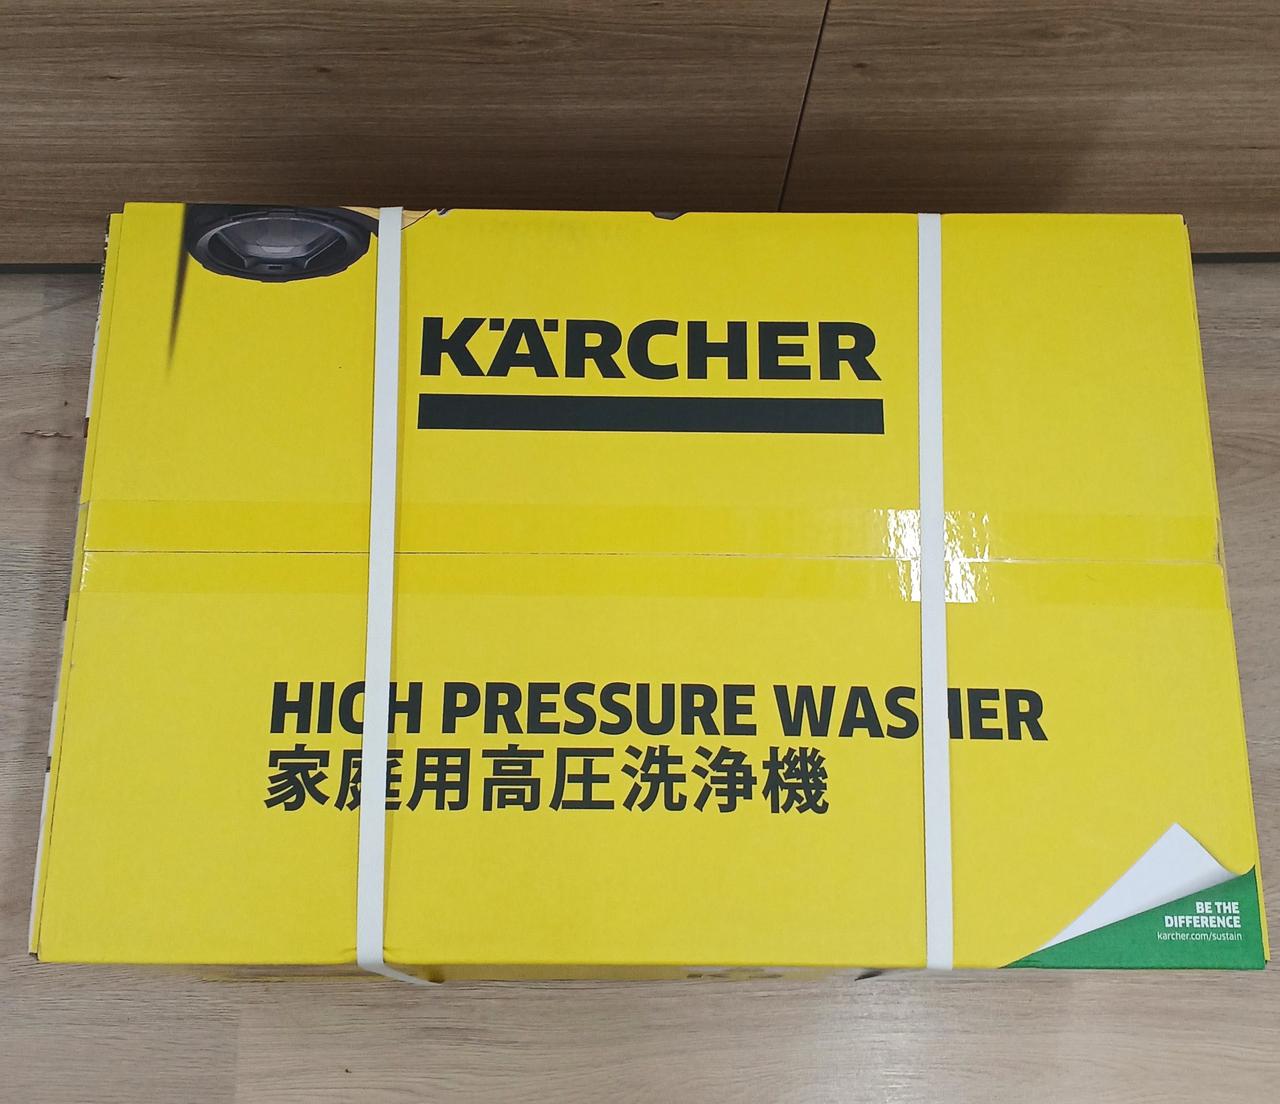 KÄRCHER
HIGH PRESSURE WASHER
家庭用高圧洗浄機
BE THE
DIFFERENCE
karcher.com/sustain